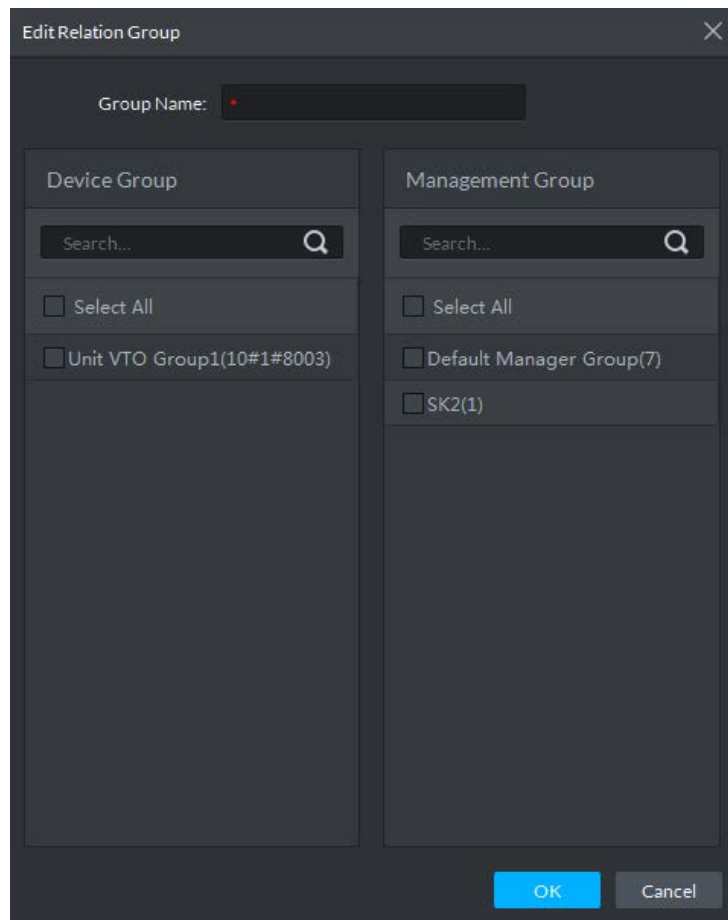 Edit Relation Group
Group Name: *
Device Group
Search...
Select All
Unit VTO Group1(10#1#8003)
Management Group
Search...
Select All
Default Manager Group(7)
SK2(1)
OK
Cancel